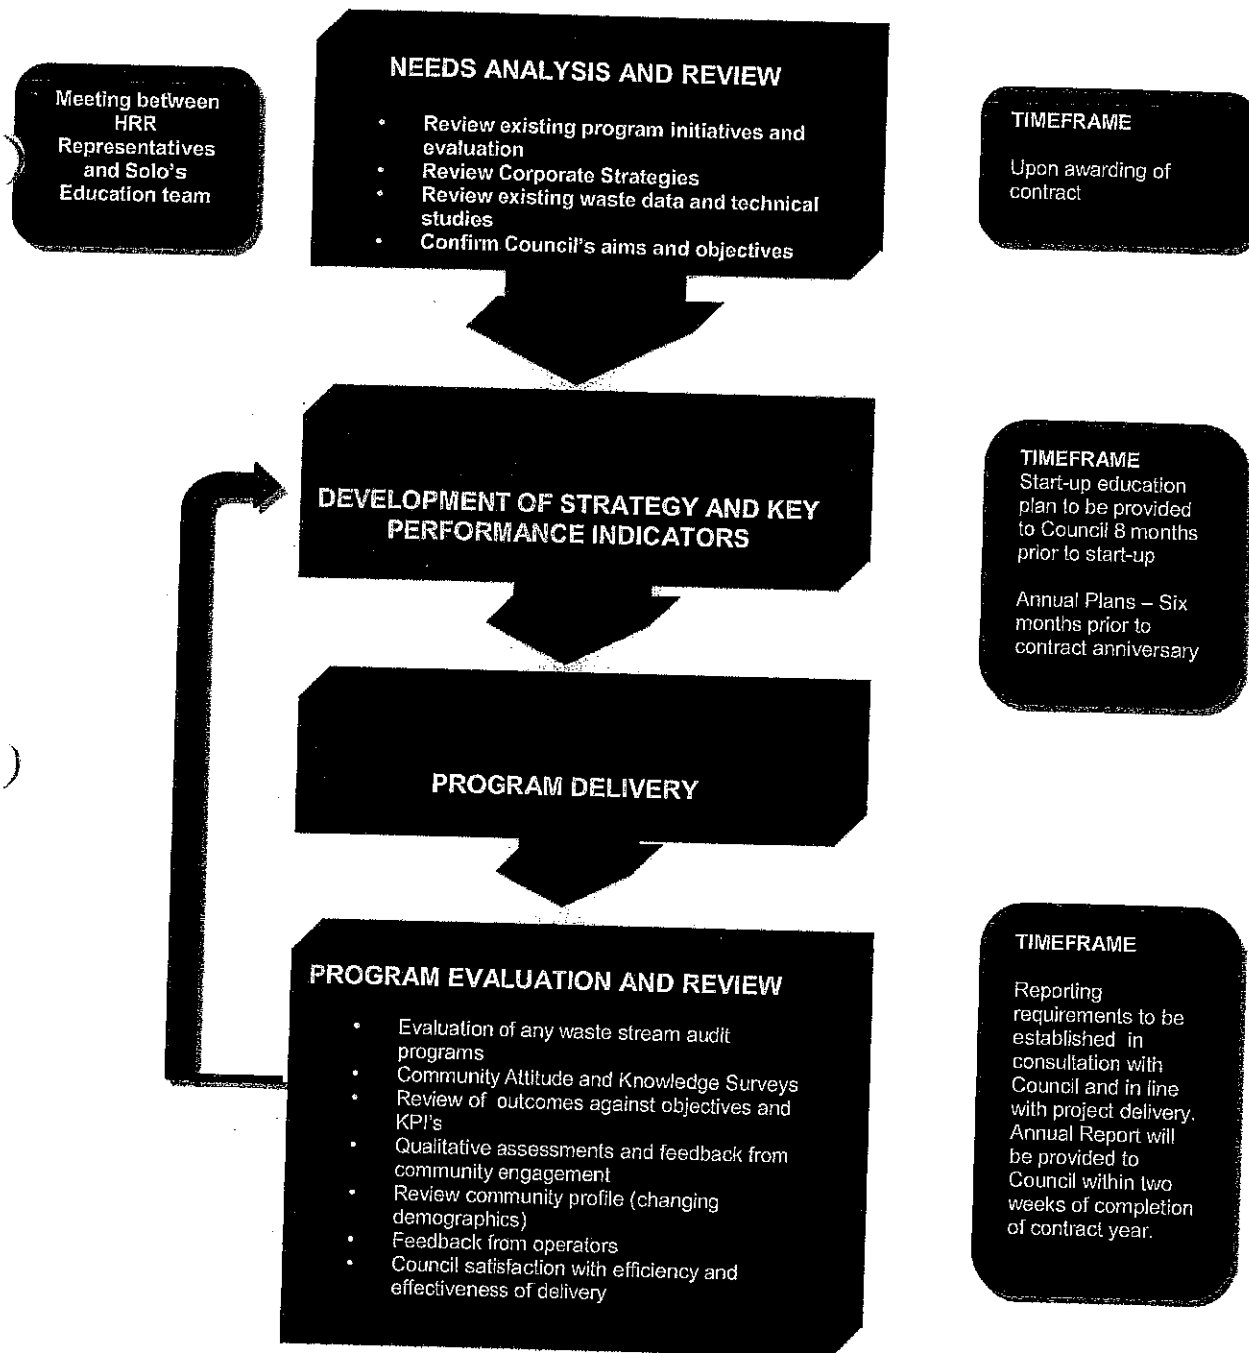 Meeting between
HRR
Representatives
and Solo's
Education team
NEEDS ANALYSIS AND REVIEW
• Review existing program initiatives and
evaluation
• Review Corporate Strategies
• Review existing waste data and technical
studies
• Confirm Council's aims and objectives
TIMEFRAME
Upon awarding of
contract
DEVELOPMENT OF STRATEGY AND KEY
PERFORMANCE INDICATORS
TIMEFRAME
Start-up education
plan to be provided
to Council 8 months
prior to start-up
Annual Plans – Six
months prior to
contract anniversary
PROGRAM DELIVERY
PROGRAM EVALUATION AND REVIEW
• Evaluation of any waste stream audit
programs
• Community Attitude and Knowledge Surveys
• Review of outcomes against objectives and
KPI's
• Qualitative assessments and feedback from
community engagement
• Review community profile (changing
demographics)
• Feedback from operators
• Council satisfaction with efficiency and
effectiveness of delivery
TIMEFRAME
Reporting
requirements to be
established in
consultation with
Council and in line
with project delivery.
Annual Report will
be provided to
Council within two
weeks of completion
of contract year.